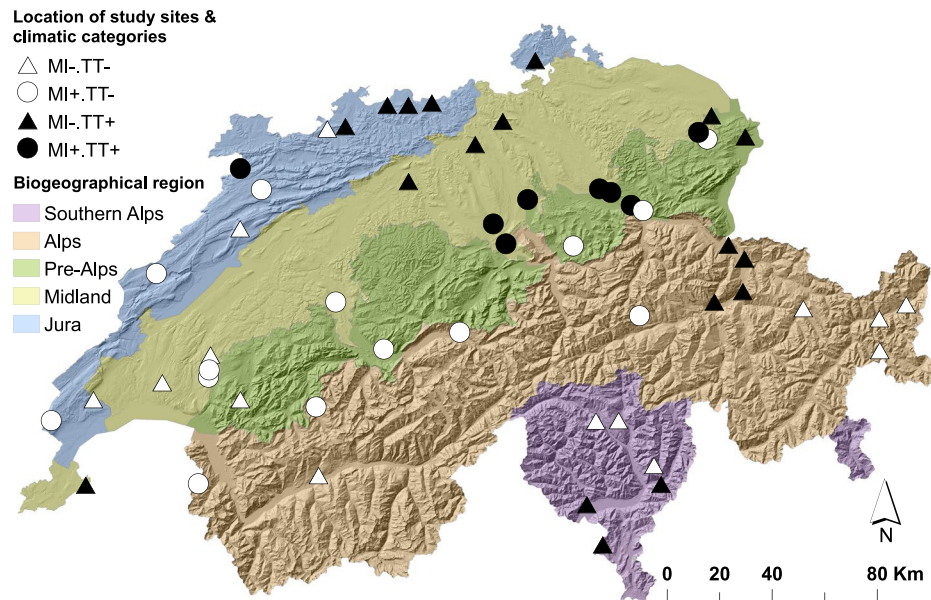 Location of study sites &
climatic categories
MI-.TT-
MI+.TT-
MI-.TT+
MI+.TT+
Biogeographical region
Southern Alps
Alps
Pre-Alps
Midland
Jura
N
0 20 40 80 Km